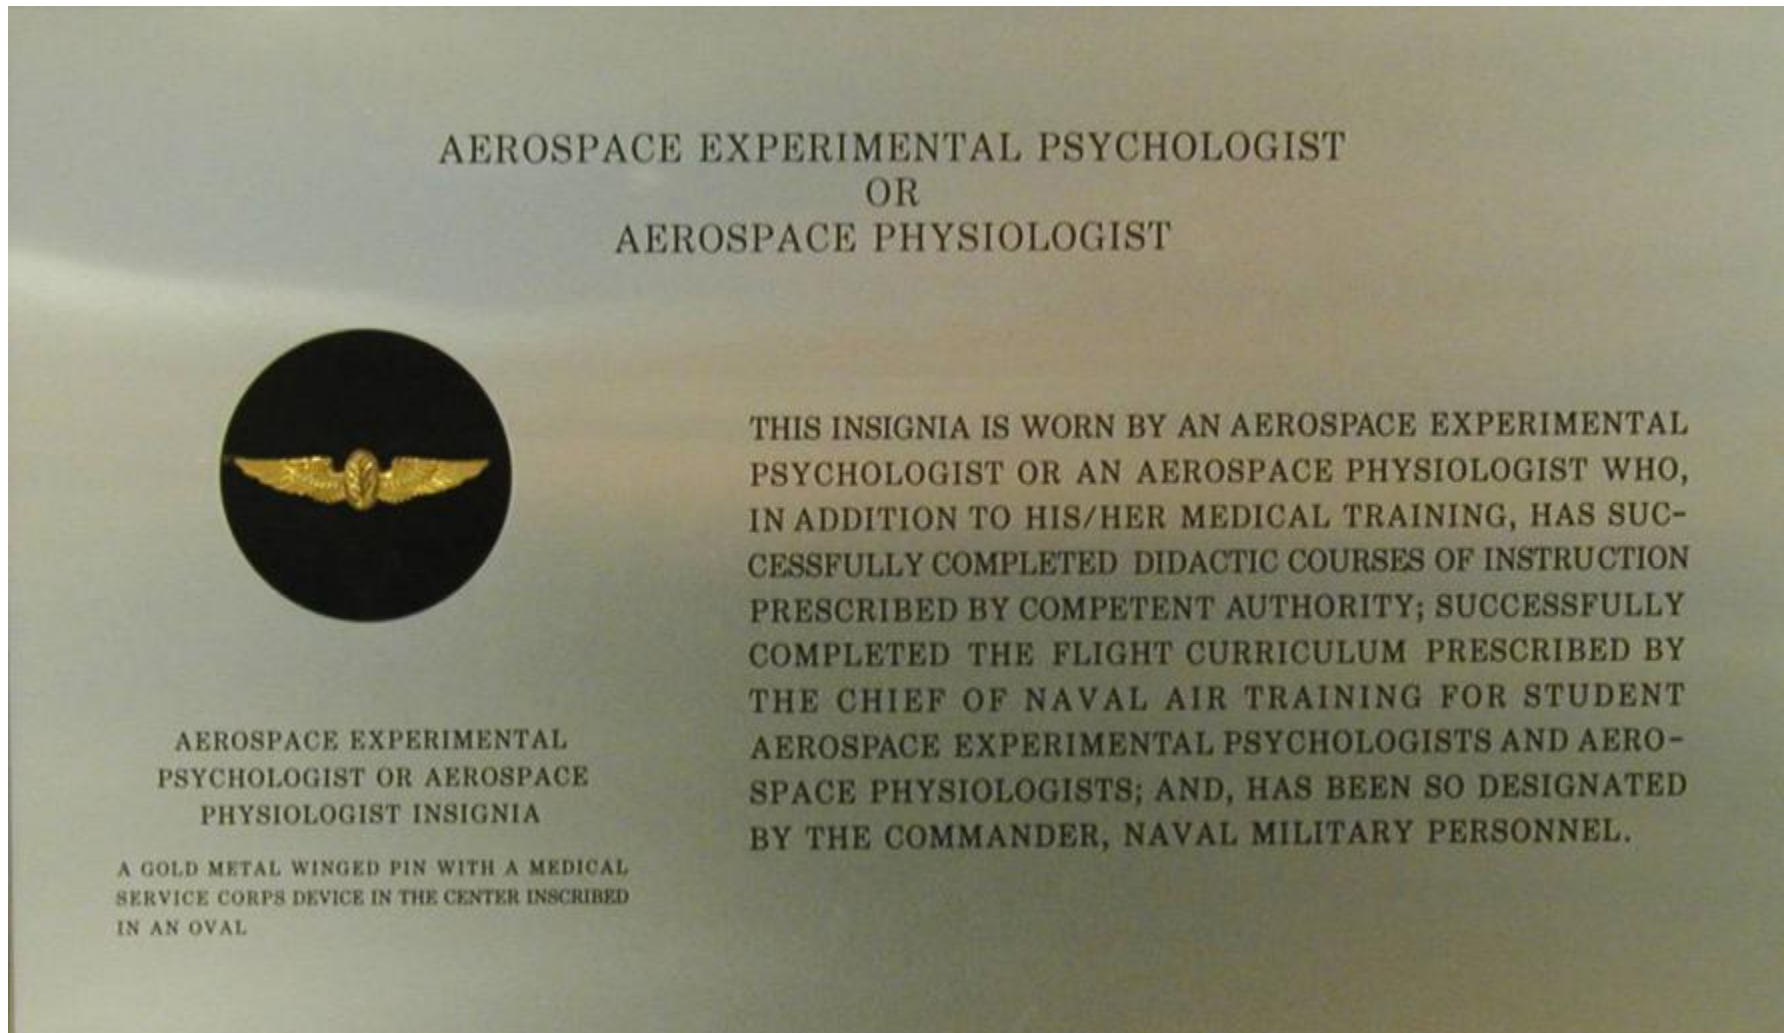 AEROSPACE EXPERIMENTAL PSYCHOLOGIST
OR
AEROSPACE PHYSIOLOGIST
THIS INSIGNIA IS WORN BY AN AEROSPACE EXPERIMENTAL
PSYCHOLOGIST OR AN AEROSPACE PHYSIOLOGIST WHO,
IN ADDITION TO HIS/HER MEDICAL TRAINING, HAS SUC-
CESSFULLY COMPLETED DIDACTIC COURSES OF INSTRUCTION
PRESCRIBED BY COMPETENT AUTHORITY; SUCCESSFULLY
COMPLETED THE FLIGHT CURRICULUM PRESCRIBED BY
THE CHIEF OF NAVAL AIR TRAINING FOR STUDENT
AEROSPACE EXPERIMENTAL PSYCHOLOGISTS AND AERO-
SPACE PHYSIOLOGISTS; AND, HAS BEEN SO DESIGNATED
BY THE COMMANDER, NAVAL MILITARY PERSONNEL.
AEROSPACE EXPERIMENTAL
PSYCHOLOGIST OR AEROSPACE
PHYSIOLOGIST INSIGNIA
A GOLD METAL WINGED PIN WITH A MEDICAL
SERVICE CORPS DEVICE IN THE CENTER INSCRIBED
IN AN OVAL